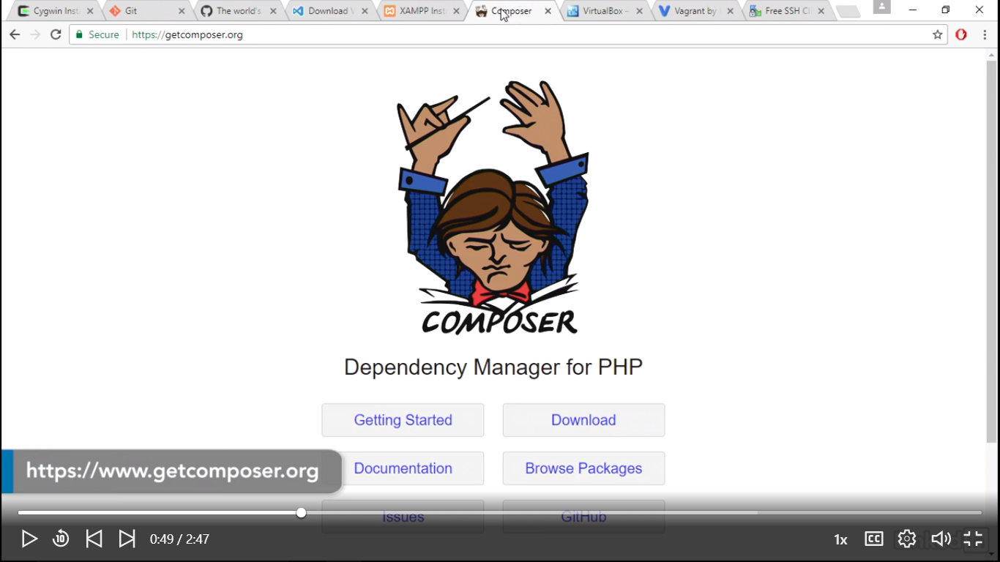 Cygwin Inst
Git
The world's
Download V
XAMPP Inst
Composer
VirtualBox –
Vagrant by
Free SSH Cl
Secure
https://getcomposer.org
COMPOSER
Dependency Manager for PHP
Getting Started
Download
https://www.getcomposer.org
Documentation
Browse Packages
Issues
GitHub
10
0:49 / 2:47
1x
CC